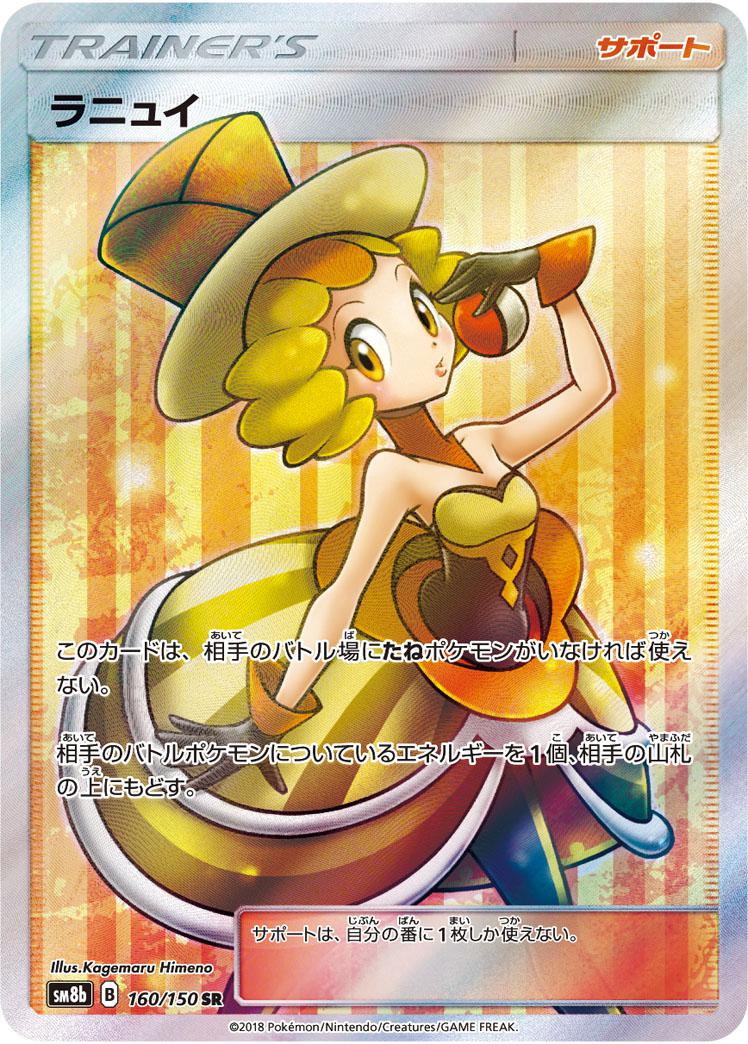 TRAINER'S
サポート
ラニュイ
このカードは、相手のバトル場にたねポケモンがいなければ使え
ない。
相手のバトルポケモンについているエネルギーを1個、相手の山札
の上にもどす。
サポートは、自分の番に1枚しか使えない。
Illus.Kagemaru Himeno
SM8b B 160/150 SR
©2018 Pokémon/Nintendo/Creatures/GAME FREAK.